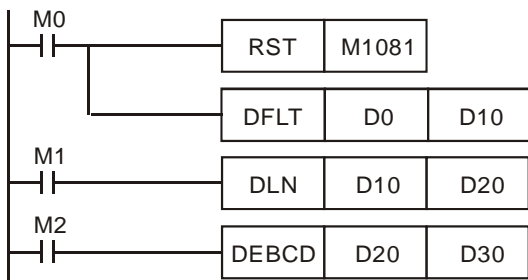 M0
RST M1081
DFLT D0 D10
M1
DLN D10 D20
M2
DEBCD D20 D30